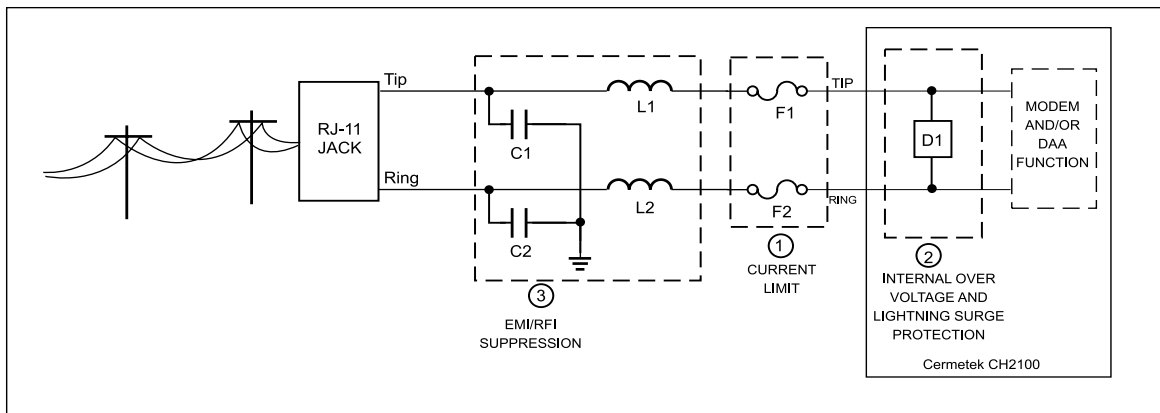 RJ-11
JACK
Tip
Ring
C1
C2
L1
L2
3
EMI/RFI
SUPPRESSION
F1
F2
1
CURRENT
LIMIT
TIP
RING
D1
2
INTERNAL OVER
VOLTAGE AND
LIGHTNING SURGE
PROTECTION
MODEM
AND/OR
DAA
FUNCTION
Cermetek CH2100